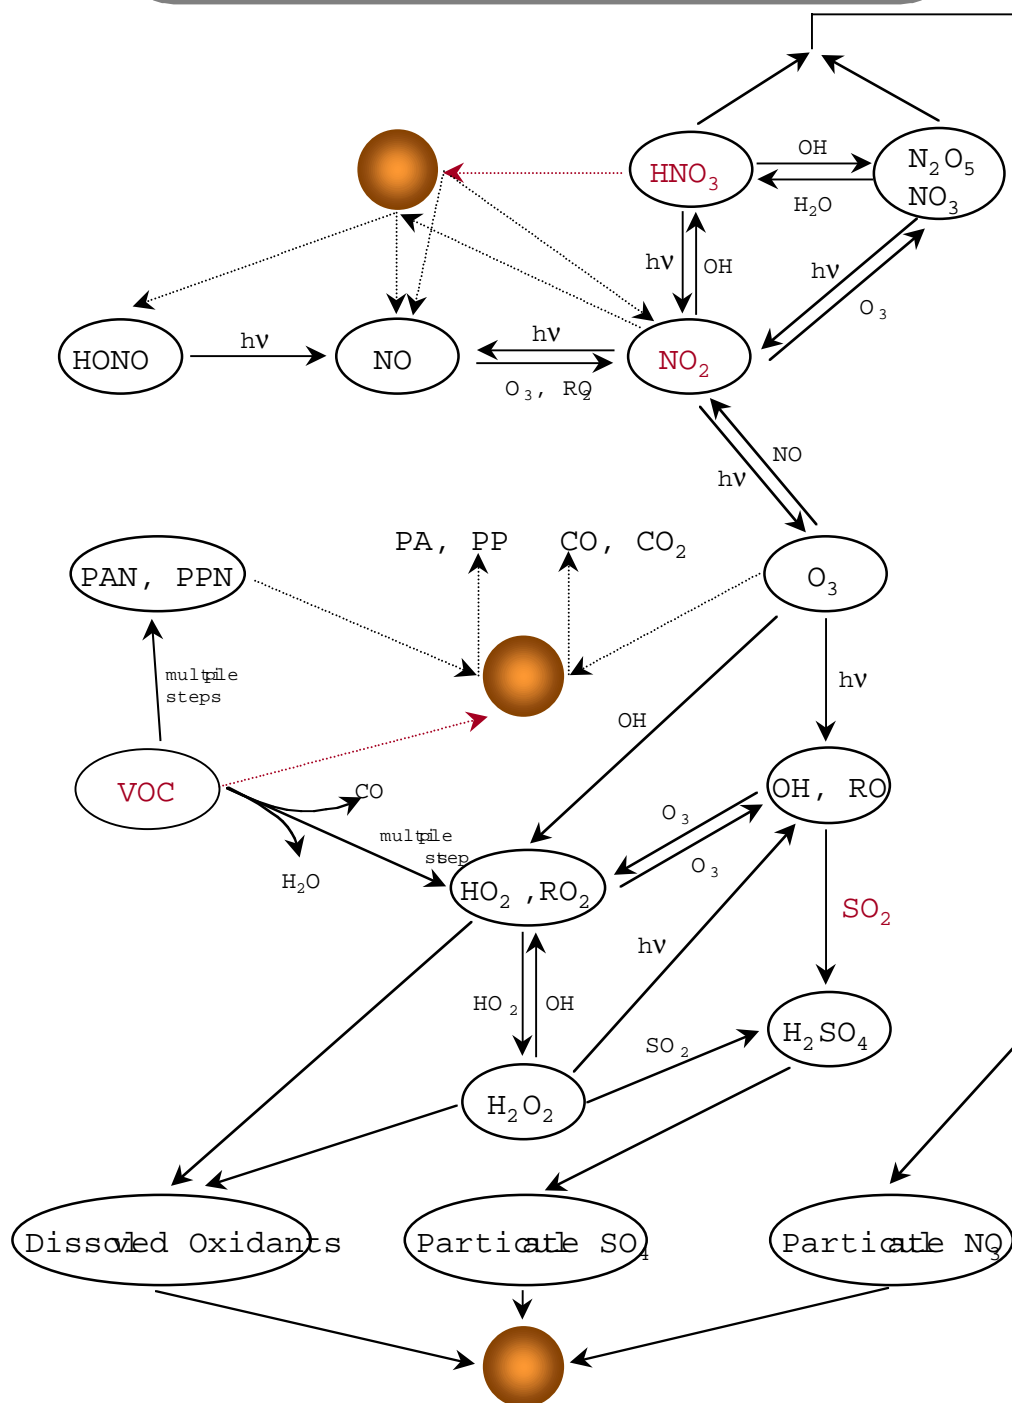 OH
N₂O₅
HNO₃
NO₃
H₂O
hν
OH
hν
O₃
hν
HONO
NO
NO₂
O₃, RO₂
NO
hν
PA, PP
CO, CO₂
PAN, PPN
O₃
multiple
steps
hν
OH
VOC
CO
OH, RO
O₃
multiple
step
O₃
H₂O
HO₂ ,RO₂
SO₂
hν
HO₂
OH
H₂SO₄
SO₂
H₂O₂
Dissolved Oxidants
Particulate SO₄
Particulate NO₃